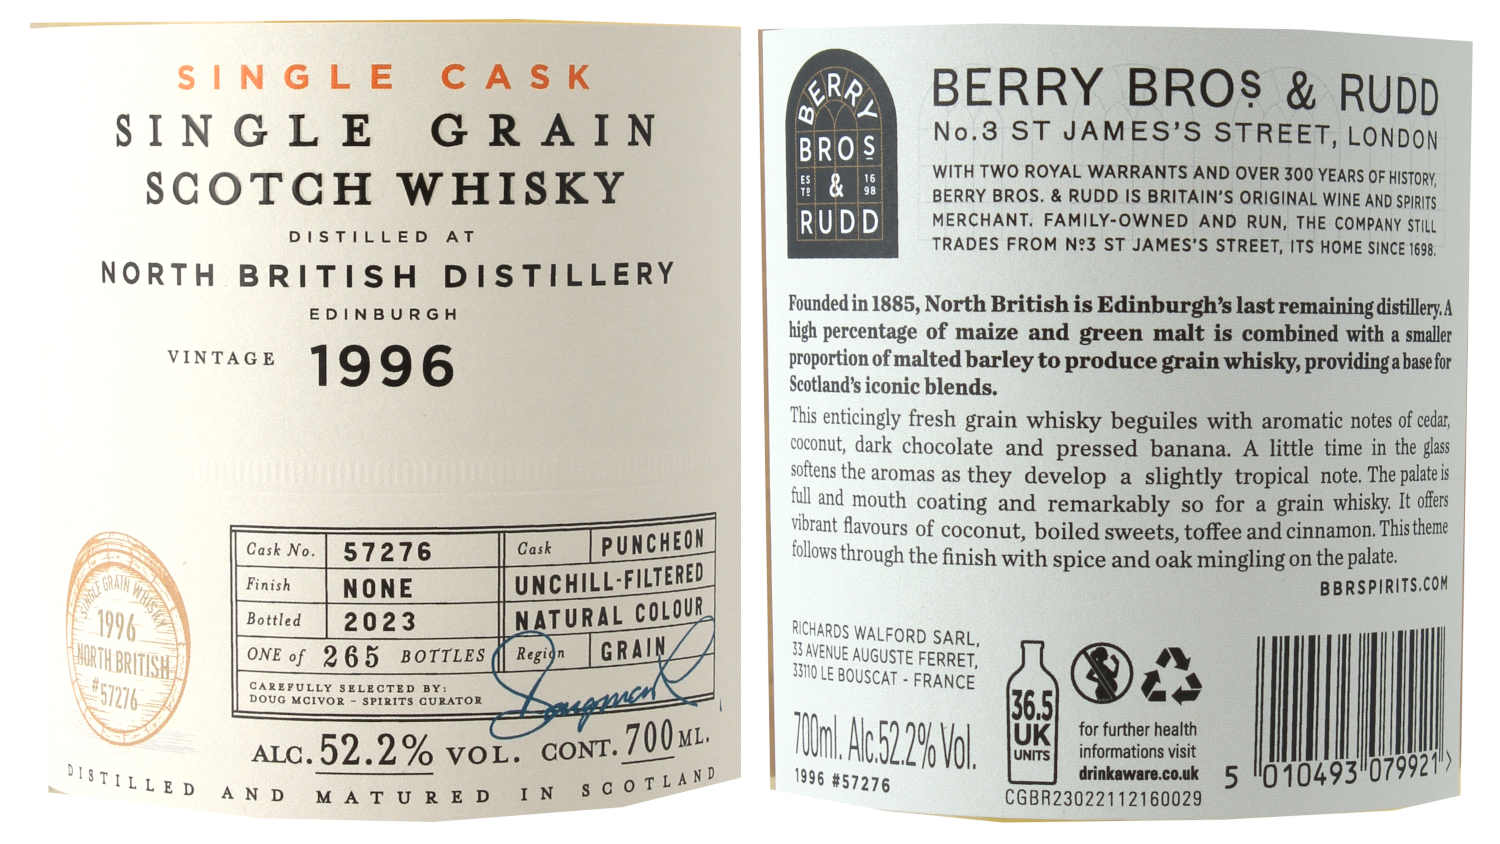 SINGLE CASK
SINGLE GRAIN
SCOTCH WHISKY
DISTILLED AT
NORTH BRITISH DISTILLERY
EDINBURGH
VINTAGE 1996
SINGLE GRAIN WHISKY
1996
NORTH BRITISH
#57276
Cask No. 57276 Cask PUNCHEON
Finish NONE UNCHILL-FILTERED
Bottled 2023 NATURAL COLOUR
ONE of 265 BOTTLES Region GRAIN
CAREFULLY SELECTED BY:
DOUG MCIVOR - SPIRITS CURATOR
ALC. 52.2% VOL. CONT. 700 ML.
DISTILLED AND MATURED IN SCOTLAND
BERRY
BROS
ES TD & 16 98
RUDD
BERRY BROS & RUDD
No.3 ST JAMES'S STREET, LONDON
WITH TWO ROYAL WARRANTS AND OVER 300 YEARS OF HISTORY,
BERRY BROS. & RUDD IS BRITAIN'S ORIGINAL WINE AND SPIRITS
MERCHANT. FAMILY-OWNED AND RUN, THE COMPANY STILL
TRADES FROM Nº3 ST JAMES'S STREET, ITS HOME SINCE 1698.
Founded in 1885, North British is Edinburgh's last remaining distillery. A
high percentage of maize and green malt is combined with a smaller
proportion of malted barley to produce grain whisky, providing a base for
Scotland's iconic blends.
This enticingly fresh grain whisky beguiles with aromatic notes of cedar,
coconut, dark chocolate and pressed banana. A little time in the glass
softens the aromas as they develop a slightly tropical note. The palate is
full and mouth coating and remarkably so for a grain whisky. It offers
vibrant flavours of coconut, boiled sweets, toffee and cinnamon. This theme
follows through the finish with spice and oak mingling on the palate.
BBRSPIRITS.COM
RICHARDS WALFORD SARL,
33 AVENUE AUGUSTE FERRET,
33110 LE BOUSCAT - FRANCE
700ml. Alc.52.2% Vol.
1996 #57276
36.5
UK
UNITS
for further health
informations visit
drinkaware.co.uk
CGBR23022112160029
5 010493 079921 >